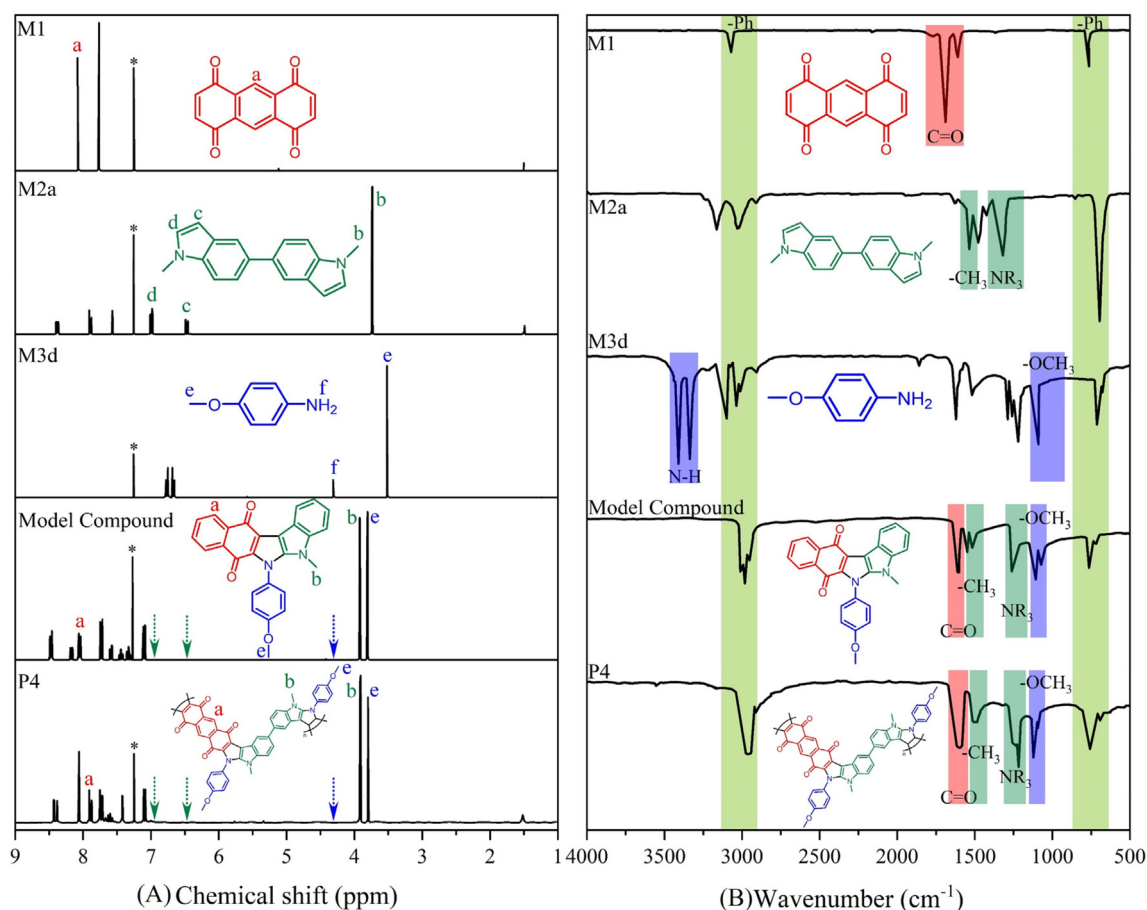 M1
a
*
O
O
a
O
O
M2a
b
d
c
*
b
N
N
d
c
M3d
e
e
O
f
NH₂
*
f
Model Compound
a
O
O
N
N
b
b
e
*
a
O
e
P4
b
e
e
O
N
N
b
a
O
O
O
O
N
N
n
O
*
a
9 8 7 6 5 4 3 2 1
(A) Chemical shift (ppm)
M1
-Ph
-Ph
O
O
O
O
C=O
M2a
N
N
-CH₃
NR₃
M3d
-OCH₃
O
NH₂
N-H
Model Compound
-OCH₃
O
O
N
N
O
-CH₃
NR₃
C=O
P4
-OCH₃
O
N
N
O
O
O
O
N
N
n
O
-CH₃
NR₃
C=O
4000 3500 3000 2500 2000 1500 1000 500
(B) Wavenumber (cm⁻¹)